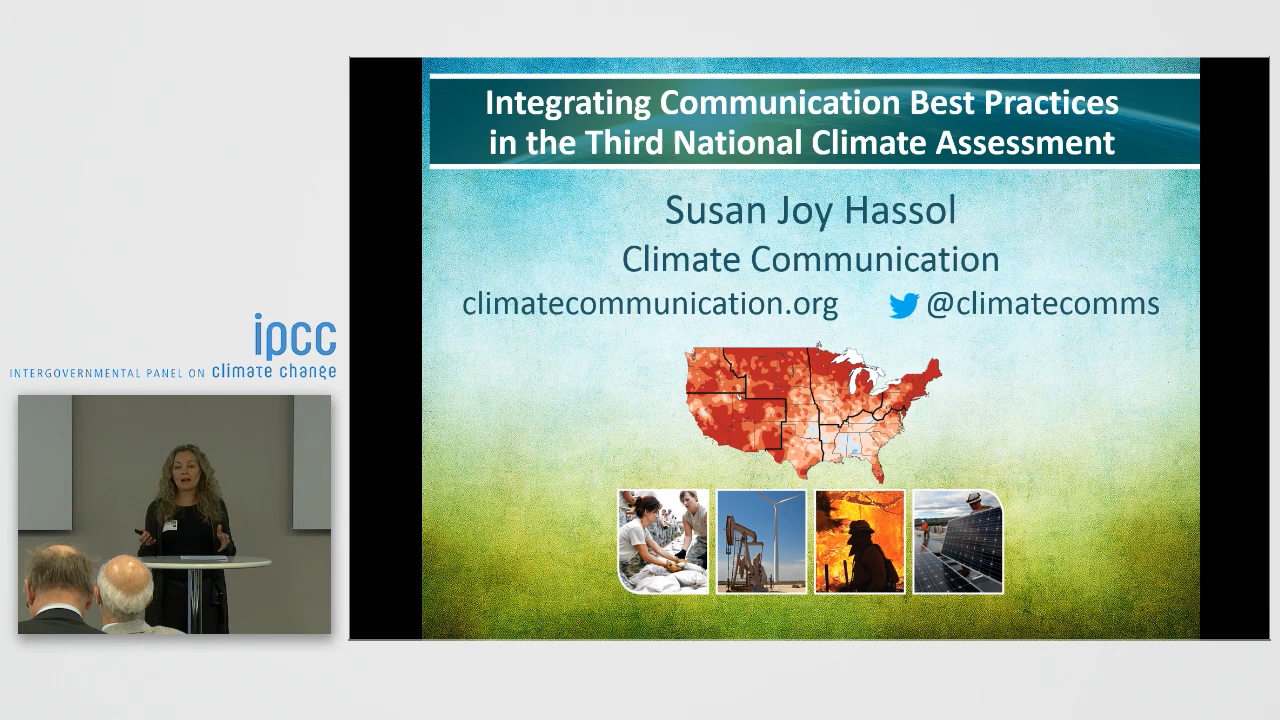 Integrating Communication Best Practices
in the Third National Climate Assessment
Susan Joy Hassol
Climate Communication
climatecommunication.org @climatecomms
ipcc
INTERGOVERNMENTAL PANEL ON climate change